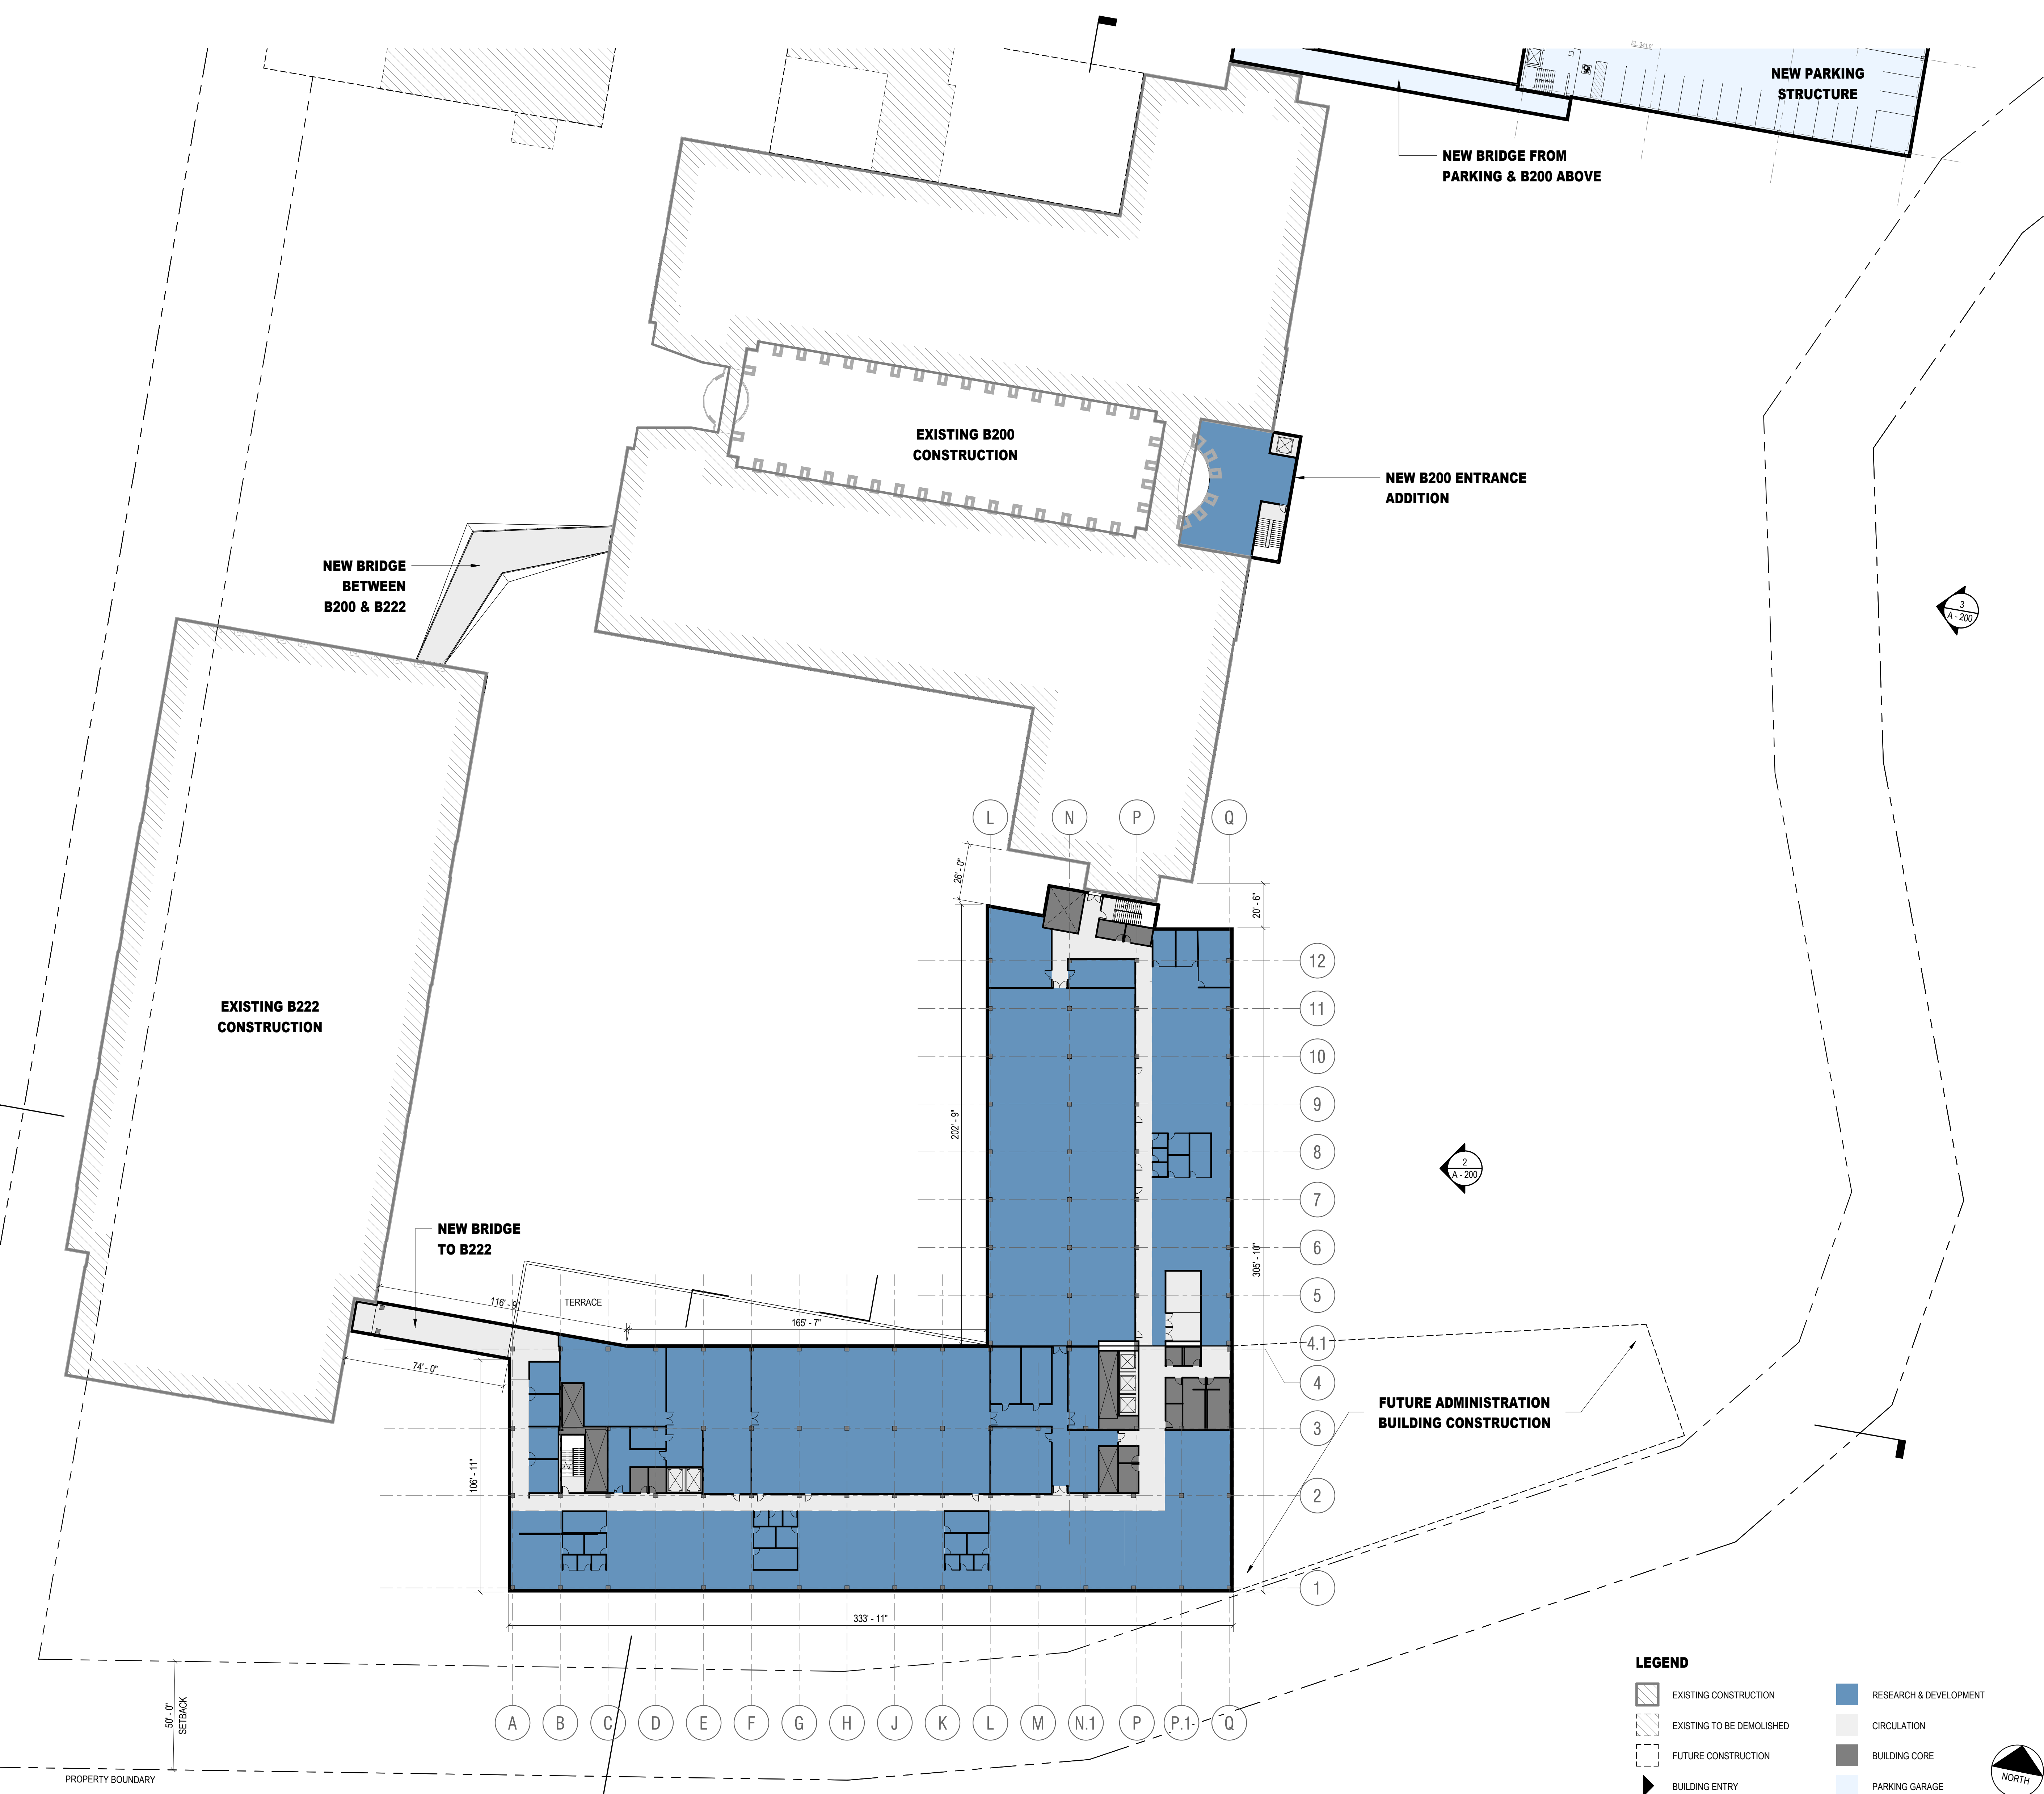 EL. 341.0'
NEW PARKING
STRUCTURE
NEW BRIDGE FROM
PARKING & B200 ABOVE
EXISTING B200
CONSTRUCTION
NEW B200 ENTRANCE
ADDITION
NEW BRIDGE
BETWEEN
B200 & B222
3
A - 200
L
N
P
Q
26' - 0"
20' - 6"
12
11
10
9
8
7
6
5
4.1
4
3
2
1
EXISTING B222
CONSTRUCTION
202' - 9"
305' - 10"
2
A - 200
NEW BRIDGE
TO B222
116' - 9"
TERRACE
165' - 7"
74' - 0"
106' - 11"
FUTURE ADMINISTRATION
BUILDING CONSTRUCTION
333' - 11"
A
B
C
D
E
F
G
H
J
K
L
M
N.1
P
P.1
Q
50' - 0"
SETBACK
PROPERTY BOUNDARY
LEGEND
EXISTING CONSTRUCTION
EXISTING TO BE DEMOLISHED
FUTURE CONSTRUCTION
BUILDING ENTRY
RESEARCH & DEVELOPMENT
CIRCULATION
BUILDING CORE
PARKING GARAGE
NORTH